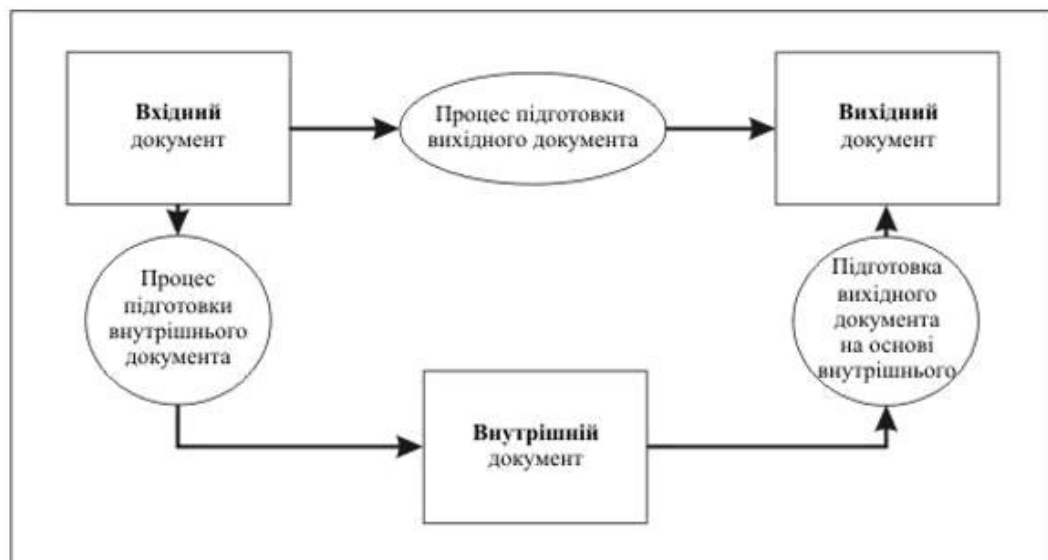 Вхідний
документ
Процес підготовки
вихідного документа
Вихідний
документ
Процес
підготовки
внутрішнього
документа
Підготовка
вихідного
документа
на основі
внутрішнього
Внутрішній
документ